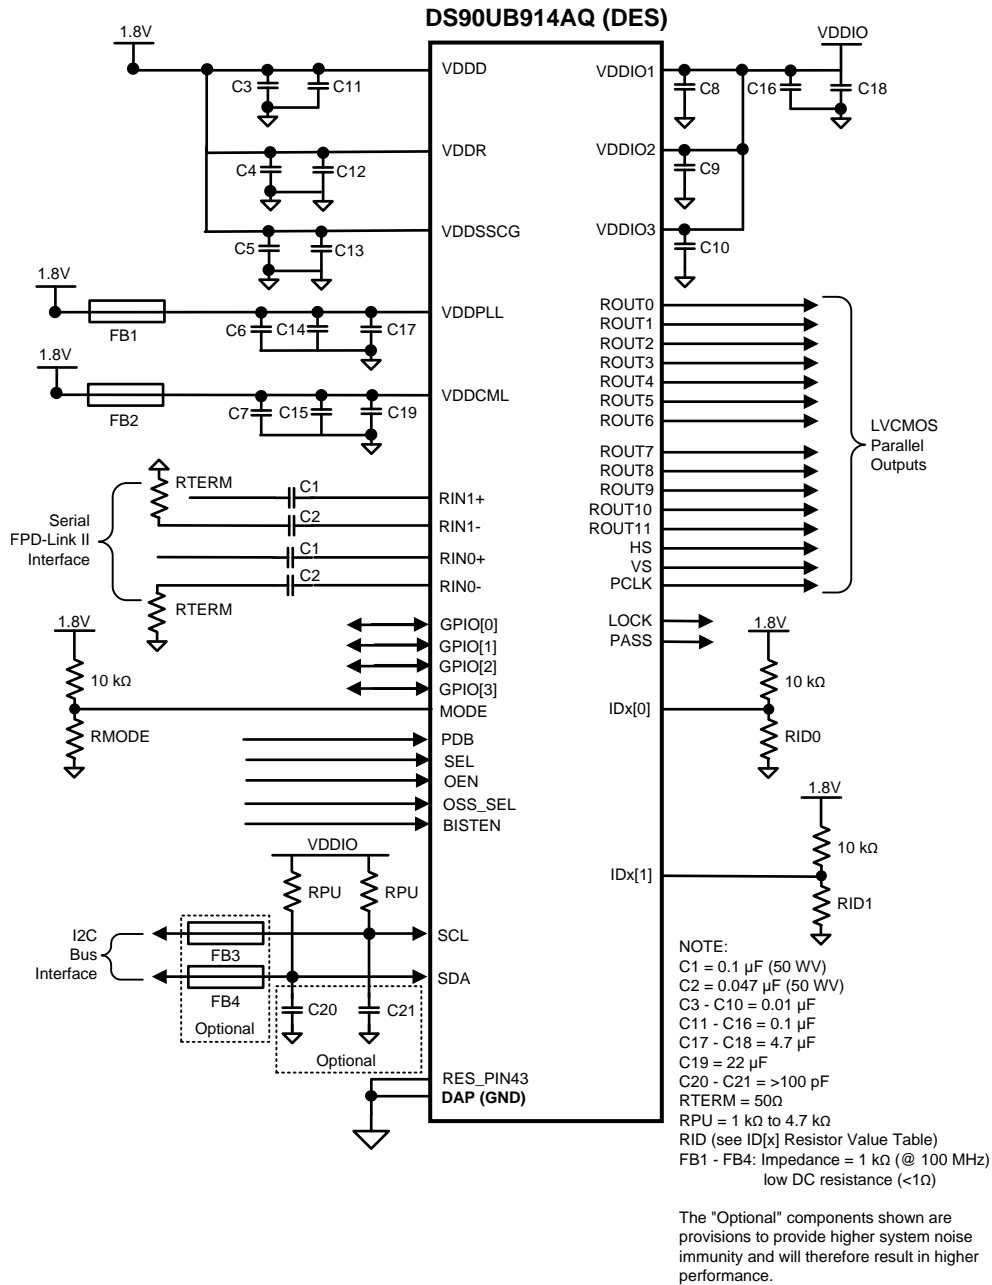 DS90UB914AQ (DES)
1.8V
VDDD
C3
C11
VDDR
C4
C12
VDDSSCG
C5
C13
1.8V
FB1
VDDPLL
C6
C14
C17
1.8V
FB2
VDDCML
C7
C15
C19
VDDIO
VDDIO1
C8
C16
C18
VDDIO2
C9
VDDIO3
C10
ROUT0
ROUT1
ROUT2
ROUT3
ROUT4
ROUT5
ROUT6
ROUT7
ROUT8
ROUT9
ROUT10
ROUT11
HS
VS
PCLK
LVCMOS
Parallel
Outputs
RTERM
C1
RIN1+
C2
RIN1-
C1
RIN0+
C2
RIN0-
RTERM
Serial
FPD-Link II
Interface
LOCK
PASS
GPIO[0]
GPIO[1]
GPIO[2]
GPIO[3]
1.8V
10 kΩ
MODE
RMODE
1.8V
10 kΩ
IDx[0]
RID0
PDB
SEL
OEN
OSS_SEL
BISTEN
1.8V
10 kΩ
IDx[1]
RID1
VDDIO
RPU
RPU
I2C
Bus
Interface
FB3
SCL
FB4
SDA
Optional
C20
C21
Optional
RES_PIN43
DAP (GND)
NOTE:
C1 = 0.1 µF (50 WV)
C2 = 0.047 µF (50 WV)
C3 - C10 = 0.01 µF
C11 - C16 = 0.1 µF
C17 - C18 = 4.7 µF
C19 = 22 µF
C20 - C21 = >100 pF
RTERM = 50Ω
RPU = 1 kΩ to 4.7 kΩ
RID (see ID[x] Resistor Value Table)
FB1 - FB4: Impedance = 1 kΩ (@ 100 MHz)
low DC resistance (<1Ω)
The "Optional" components shown are
provisions to provide higher system noise
immunity and will therefore result in higher
performance.